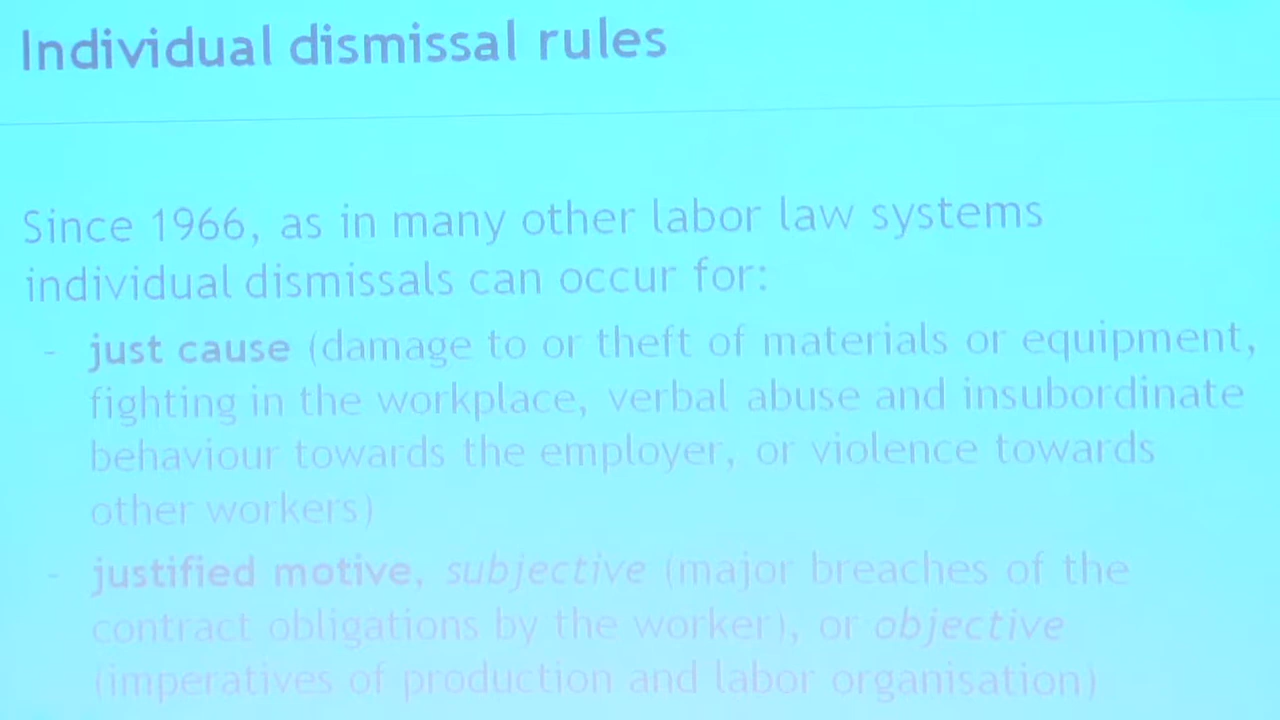 Individual dismissal rules
Since 1966, as in many other labor law systems
individual dismissals can occur for:
- just cause (damage to or theft of materials or equipment,
fighting in the workplace, verbal abuse and insubordinate
behaviour towards the employer, or violence towards
other workers)
- justified motive, subjective (major breaches of the
contract obligations by the worker), or objective
(imperatives of production and labor organisation)